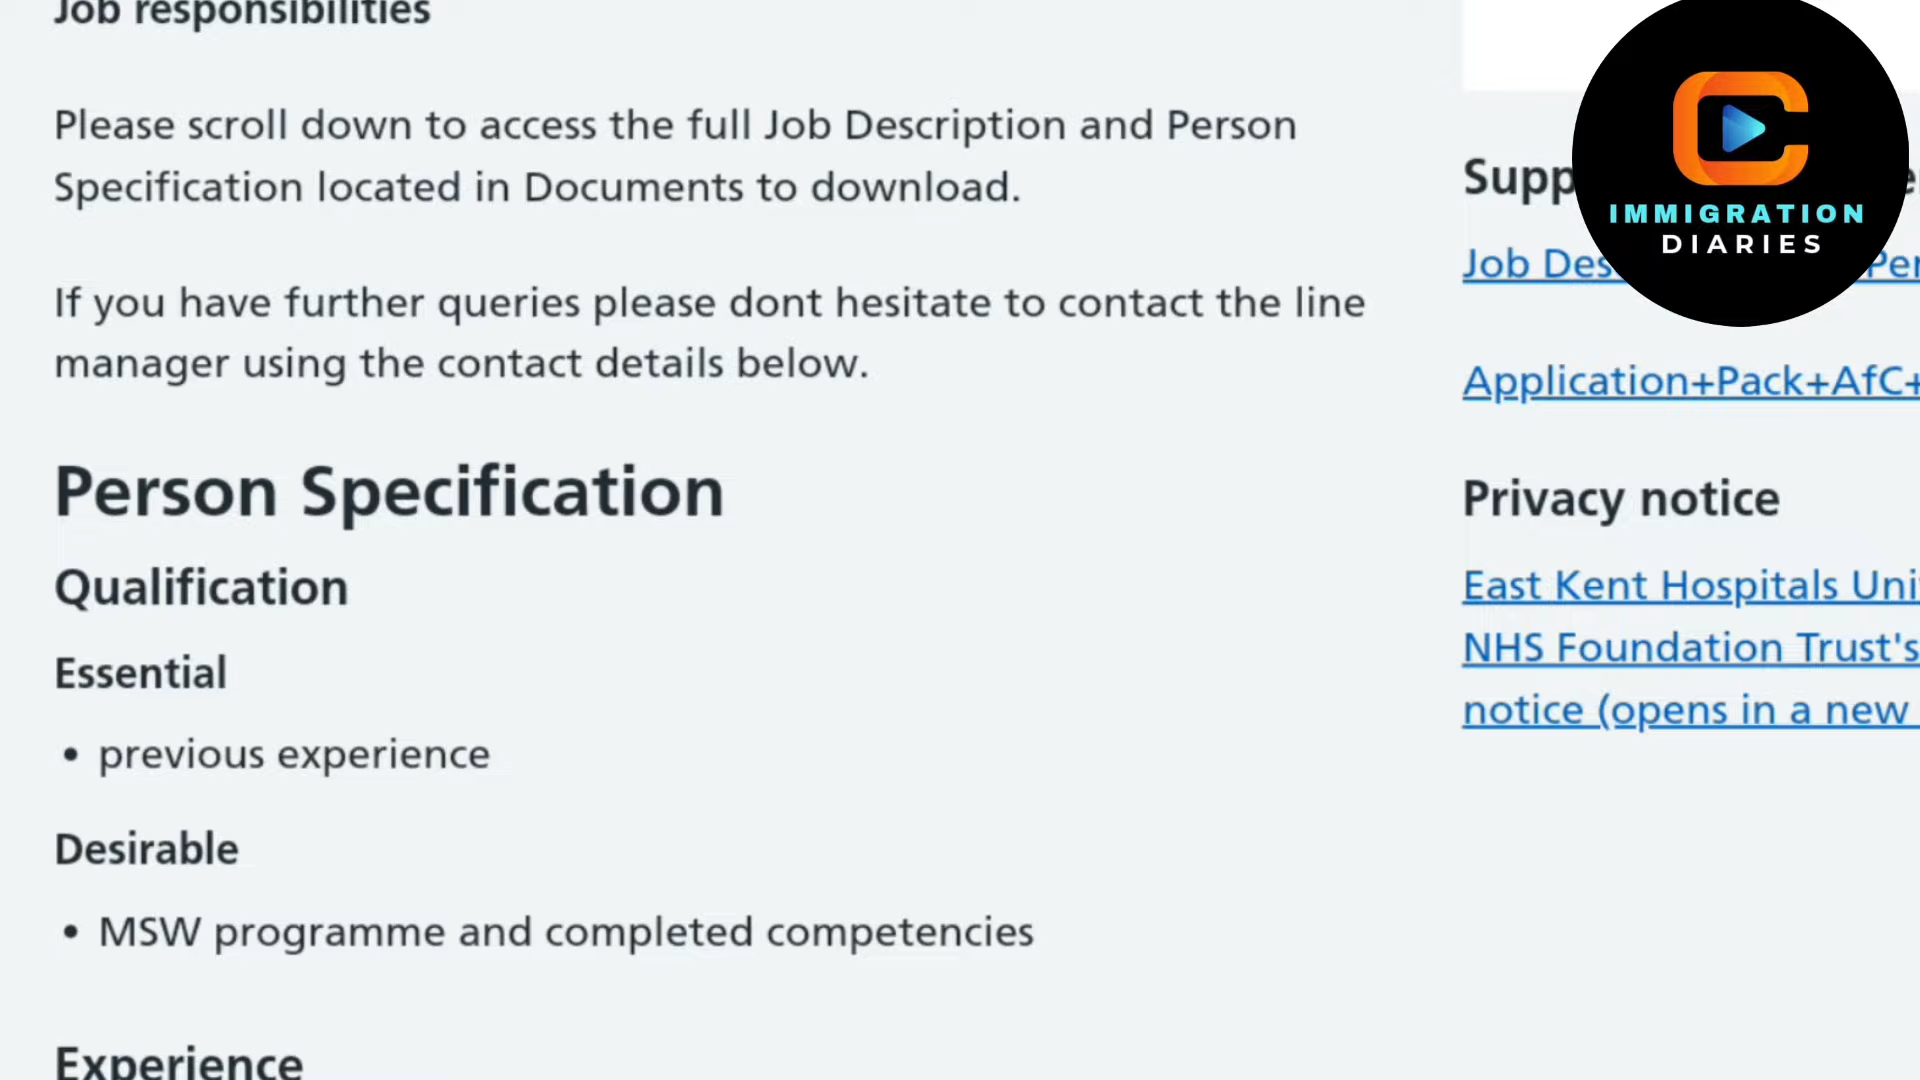 Job responsibilities
Please scroll down to access the full Job Description and Person
Specification located in Documents to download.
If you have further queries please dont hesitate to contact the line
manager using the contact details below.
Person Specification
Qualification
Essential
• previous experience
Desirable
• MSW programme and completed competencies
Experience
IMMIGRATION
DIARIES
Job
Application+Pack+AfC+
Privacy notice
East Kent Hospitals
NHS Foundation Trust's
notice (opens in a new